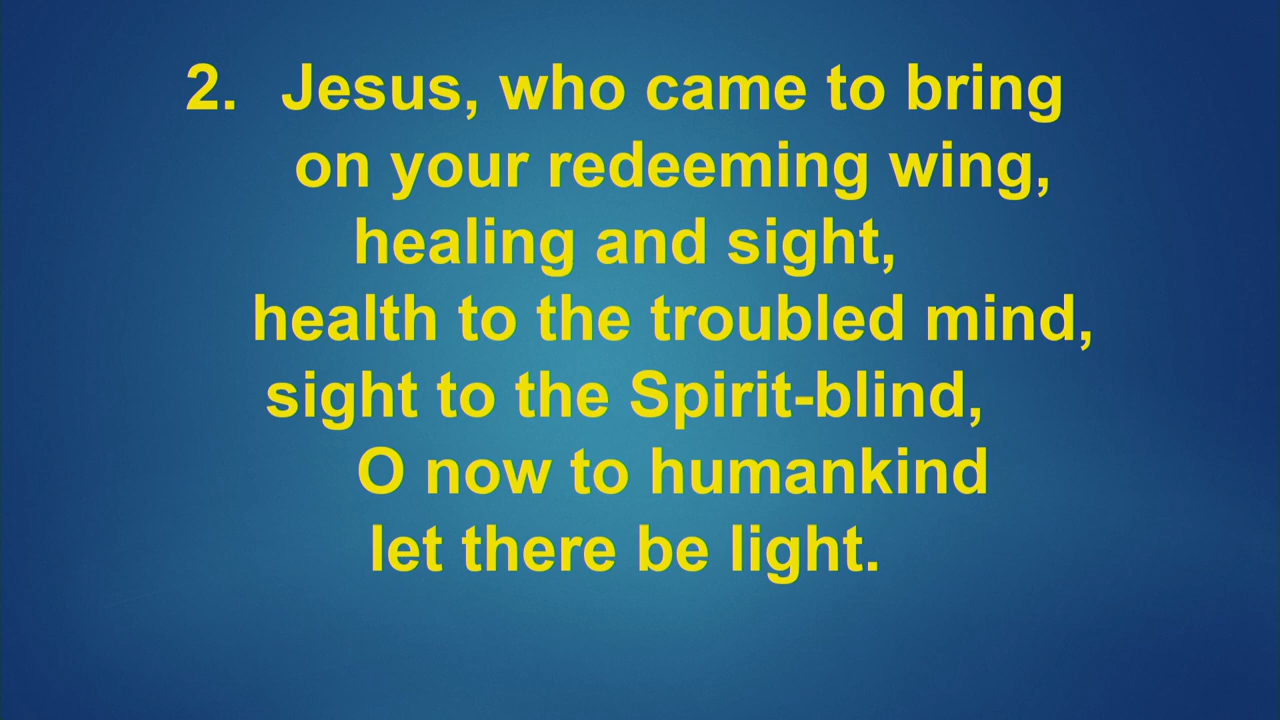 2. Jesus, who came to bring
on your redeeming wing,
healing and sight,
health to the troubled mind,
sight to the Spirit-blind,
O now to humankind
let there be light.